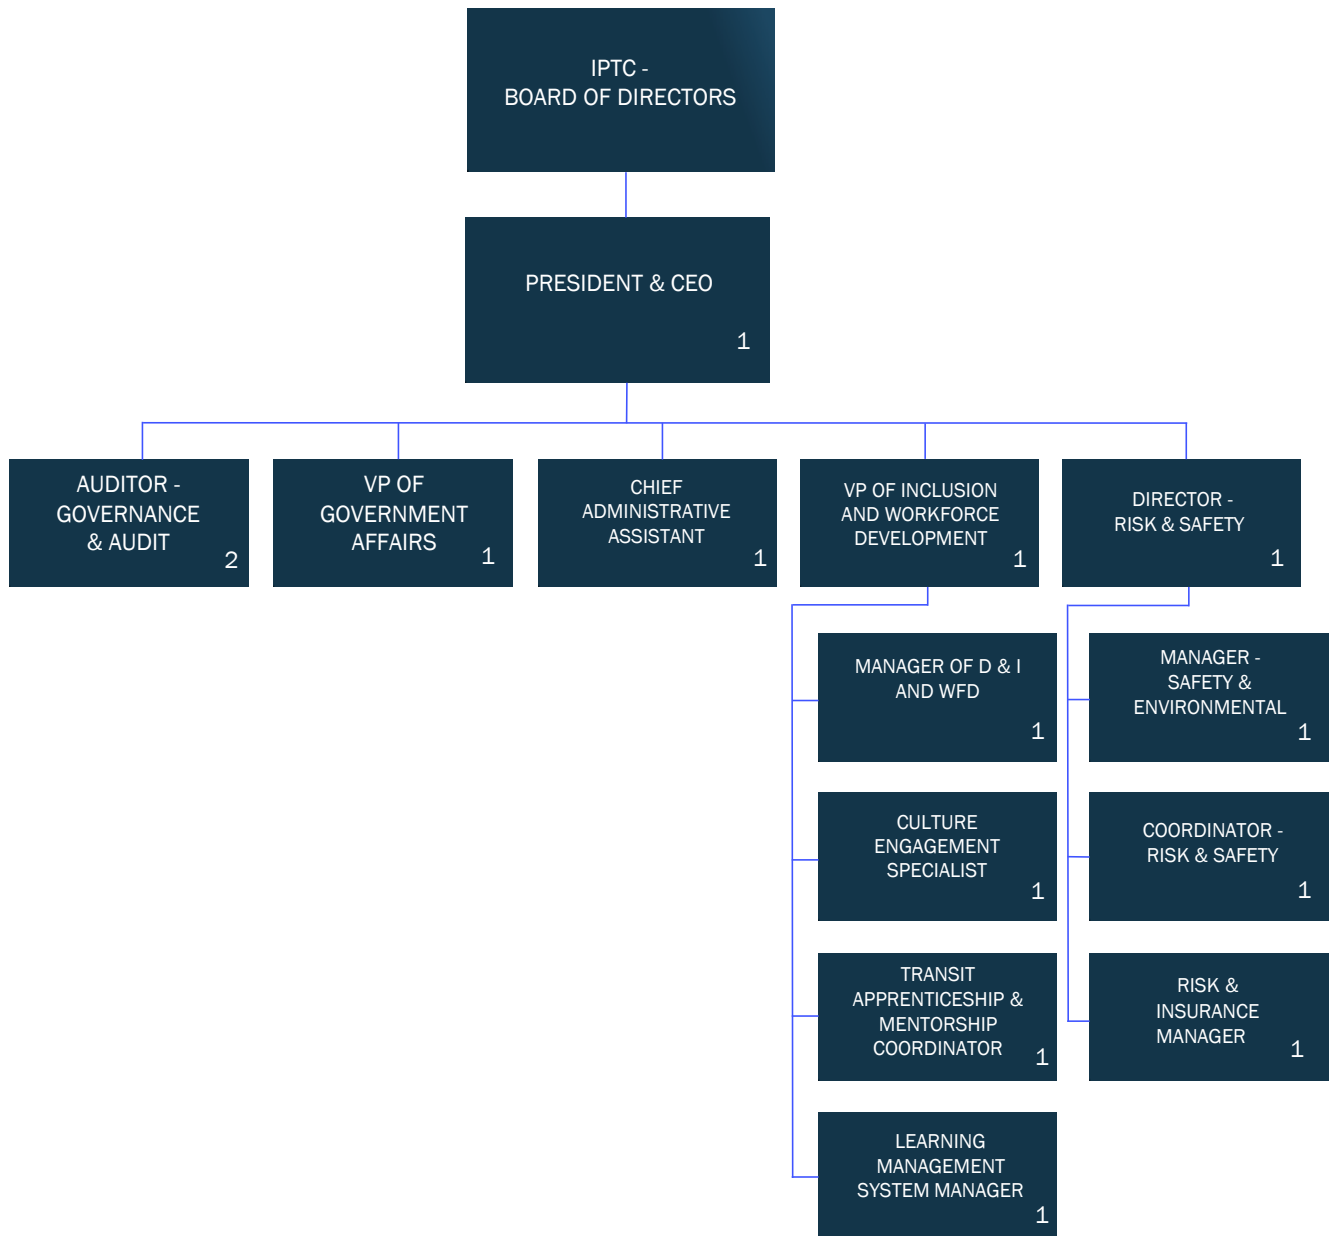 IPTC -
BOARD OF DIRECTORS
PRESIDENT & CEO
1
AUDITOR -
GOVERNANCE
& AUDIT
2
VP OF
GOVERNMENT
AFFAIRS
1
CHIEF
ADMINISTRATIVE
ASSISTANT
1
VP OF INCLUSION
AND WORKFORCE
DEVELOPMENT
1
DIRECTOR -
RISK & SAFETY
1
MANAGER OF D & I
AND WFD
1
CULTURE
ENGAGEMENT
SPECIALIST
1
TRANSIT
APPRENTICESHIP &
MENTORSHIP
COORDINATOR
1
LEARNING
MANAGEMENT
SYSTEM MANAGER
1
MANAGER -
SAFETY &
ENVIRONMENTAL
1
COORDINATOR -
RISK & SAFETY
1
RISK &
INSURANCE
MANAGER
1